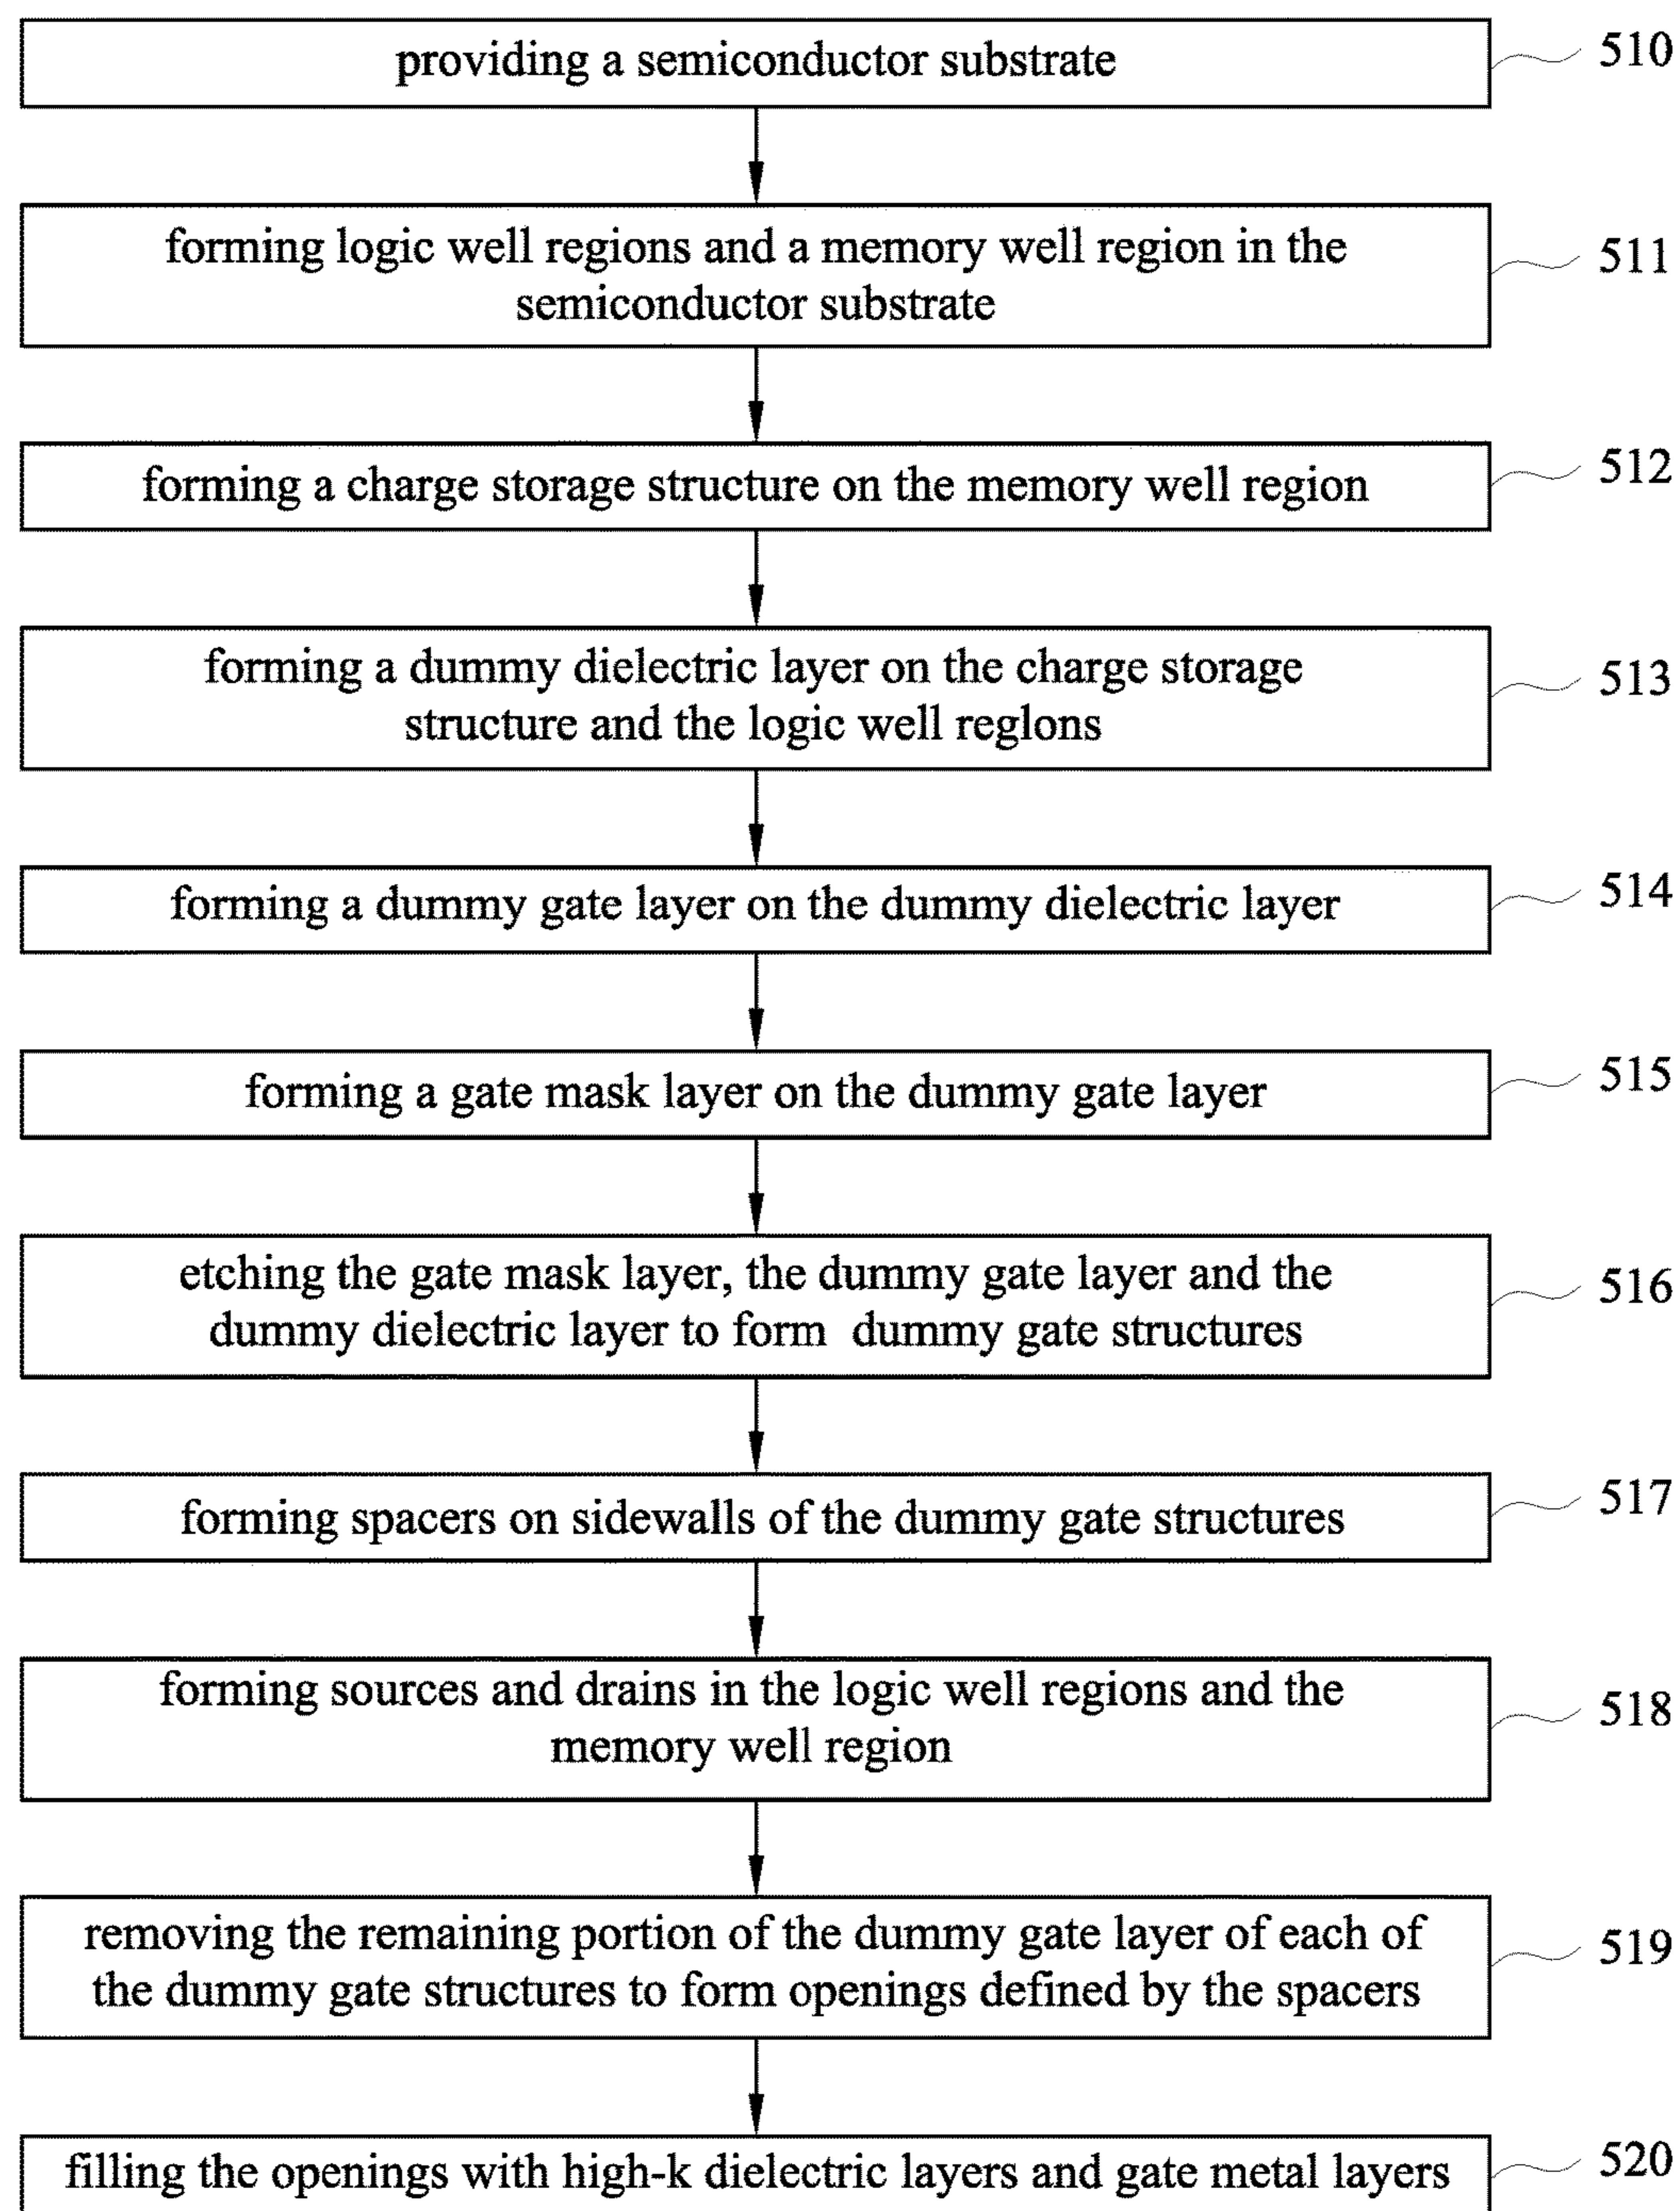 providing a semiconductor substrate
510
forming logic well regions and a memory well region in the
semiconductor substrate
511
forming a charge storage structure on the memory well region
512
forming a dummy dielectric layer on the charge storage
structure and the logic well reglons
513
forming a dummy gate layer on the dummy dielectric layer
514
forming a gate mask layer on the dummy gate layer
515
etching the gate mask layer, the dummy gate layer and the
dummy dielectric layer to form dummy gate structures
516
forming spacers on sidewalls of the dummy gate structures
517
forming sources and drains in the logic well regions and the
memory well region
518
removing the remaining portion of the dummy gate layer of each of
the dummy gate structures to form openings defined by the spacers
519
filling the openings with high-k dielectric layers and gate metal layers
520